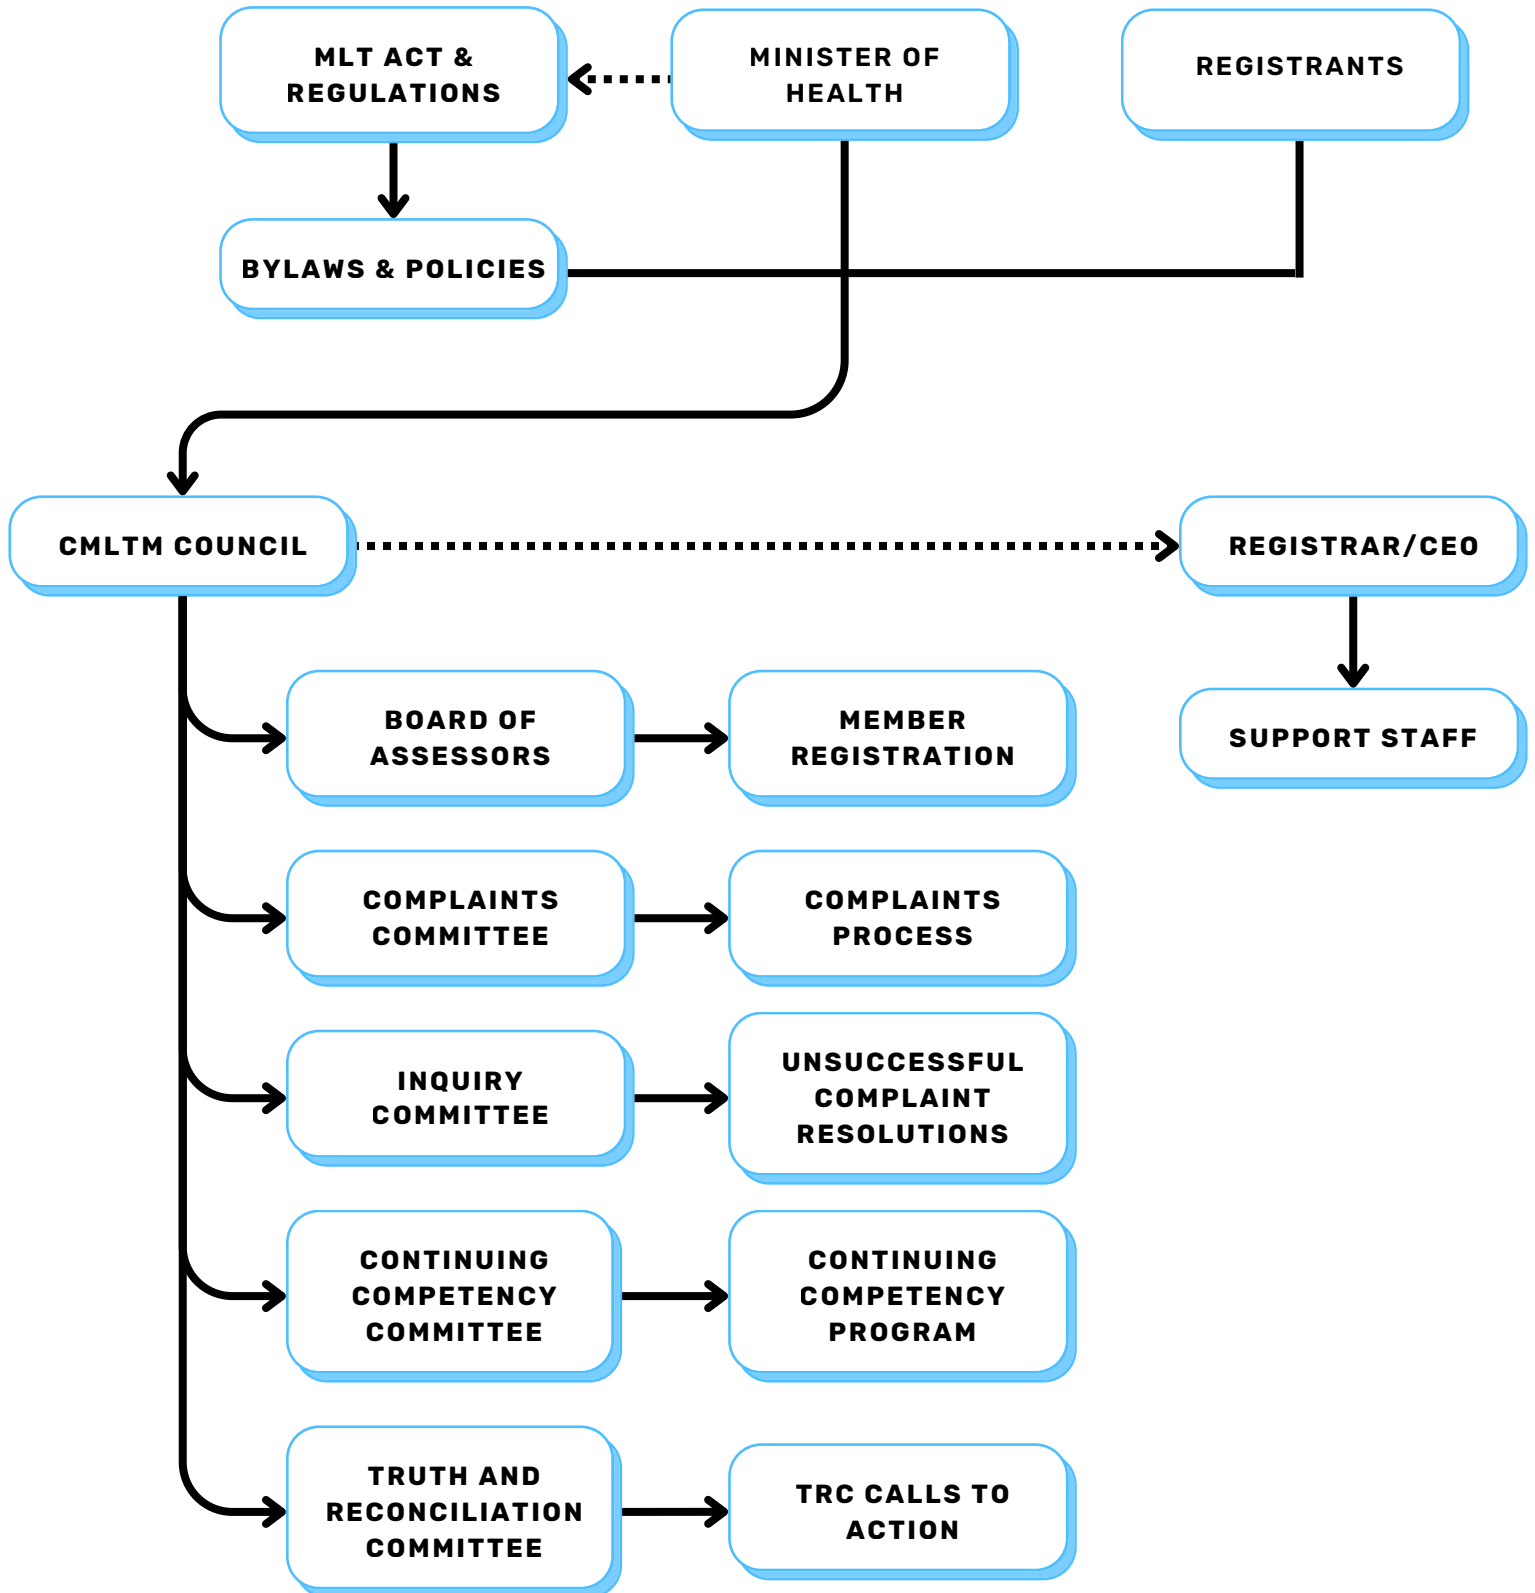 MLT ACT &
REGULATIONS
MINISTER OF
HEALTH
REGISTRANTS
BYLAWS & POLICIES
CMLTM COUNCIL
REGISTRAR/CEO
BOARD OF
ASSESSORS
MEMBER
REGISTRATION
SUPPORT STAFF
COMPLAINTS
COMMITTEE
COMPLAINTS
PROCESS
INQUIRY
COMMITTEE
UNSUCCESSFUL
COMPLAINT
RESOLUTIONS
CONTINUING
COMPETENCY
COMMITTEE
CONTINUING
COMPETENCY
PROGRAM
TRUTH AND
RECONCILIATION
COMMITTEE
TRC CALLS TO
ACTION